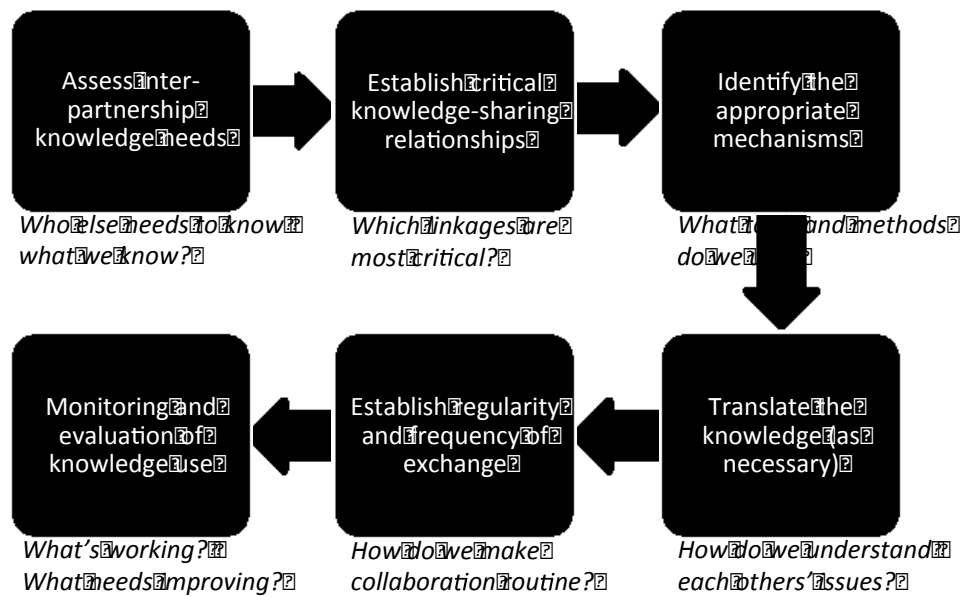 Assess inter-
partnership
knowledge needs
Establish critical
knowledge-sharing
relationships
Identify the
appropriate
mechanisms
Who else needs to know
what we know?
Which linkages are
most critical?
What and methods
do we
Monitoring and
evaluation of
knowledge use
Establish regularity
and frequency of
exchange
Translate the
knowledge (as
necessary)
What's working?
What needs improving?
How do we make
collaboration routine?
How do we understand
each others' issues?